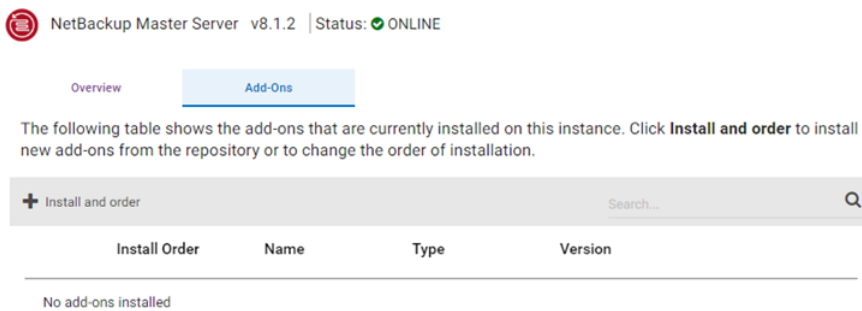 NetBackup Master Server v8.1.2 Status: ONLINE
Overview Add-Ons
The following table shows the add-ons that are currently installed on this instance. Click Install and order to install
new add-ons from the repository or to change the order of installation.
Install and order Search...
Install Order Name Type Version
No add-ons installed